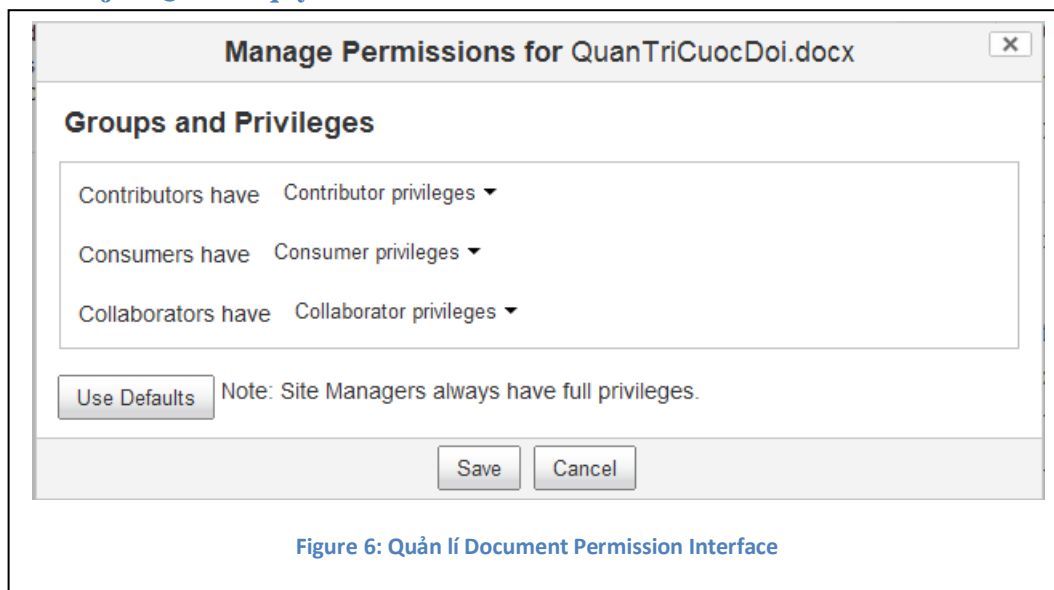 Manage Permissions for QuanTriCuocDoi.docx
Groups and Privileges
Contributors have Contributor privileges
Consumers have Consumer privileges
Collaborators have Collaborator privileges
Use Defaults Note: Site Managers always have full privileges.
Save Cancel
Figure 6: Quản lí Document Permission Interface